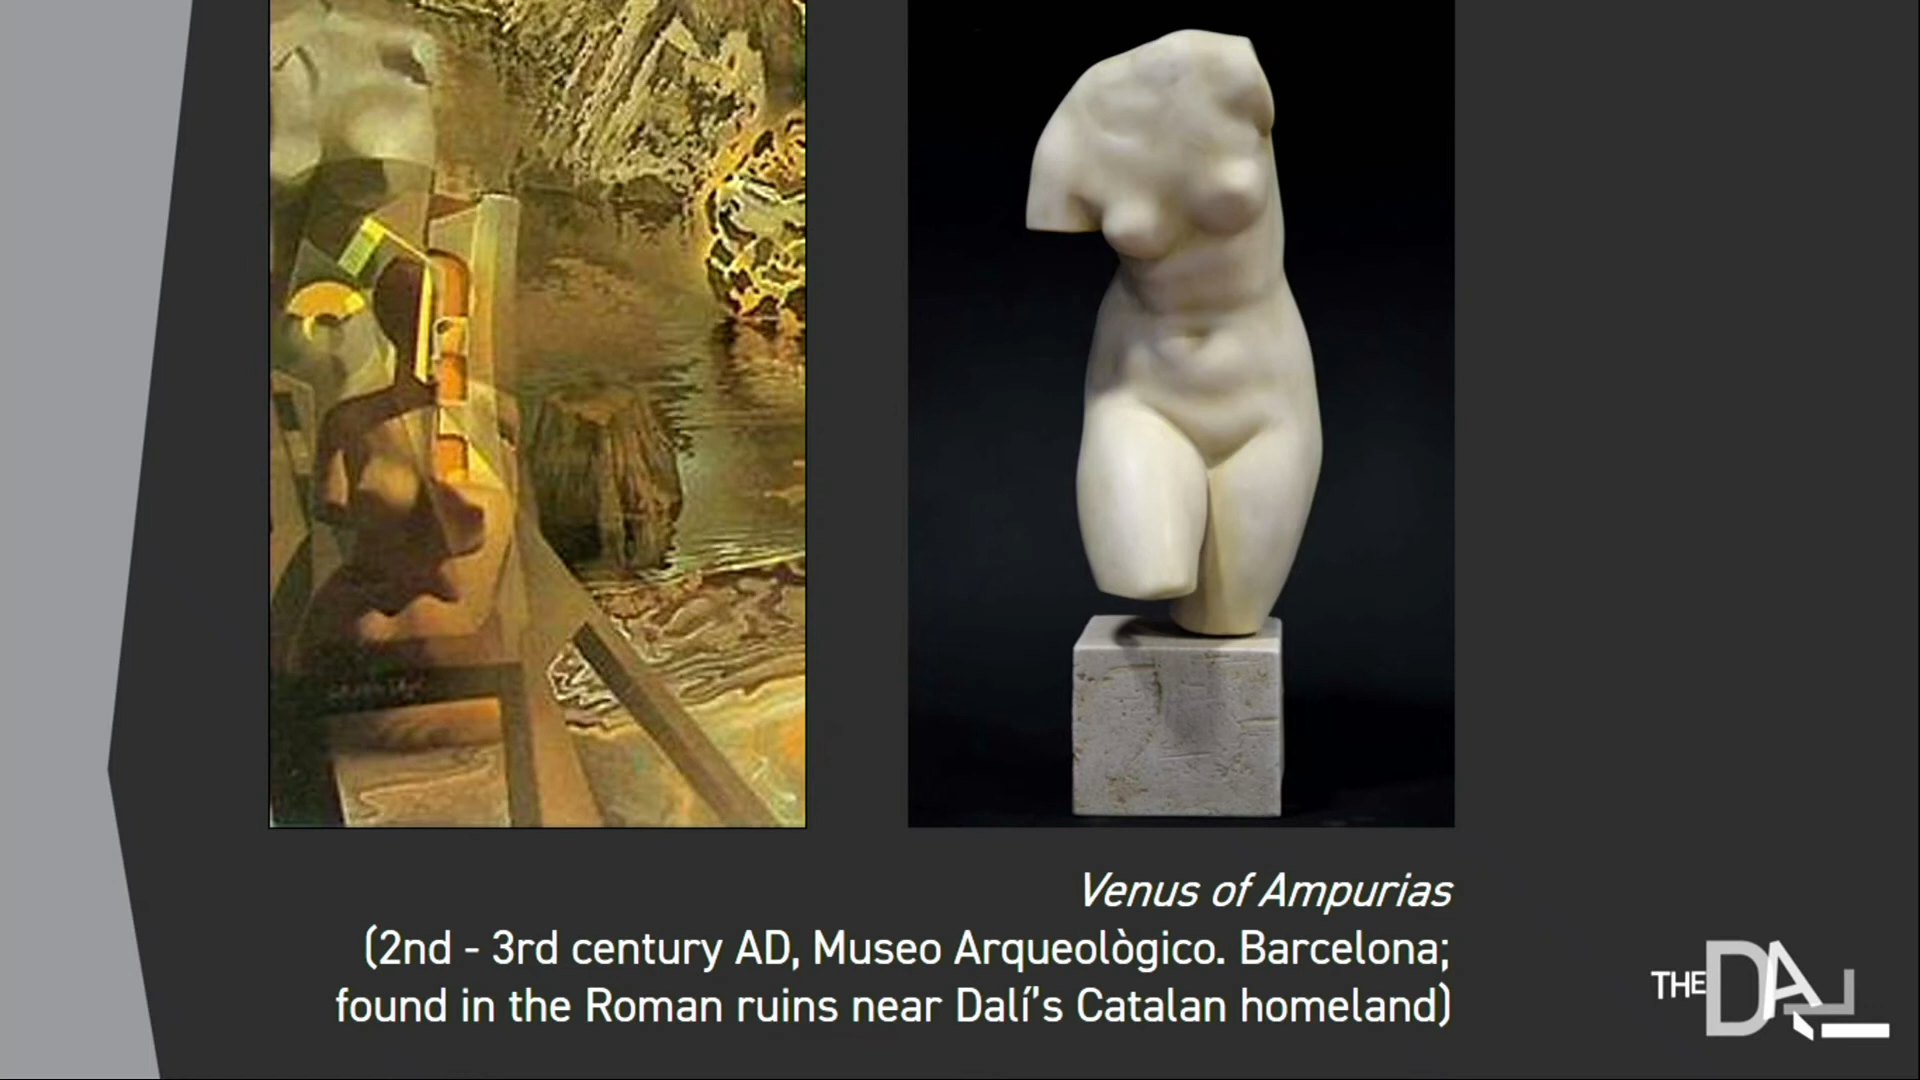 Venus of Ampurias
(2nd - 3rd century AD, Museo Arqueològico. Barcelona;
found in the Roman ruins near Dalí"s Catalan homeland)
THE DALÍ